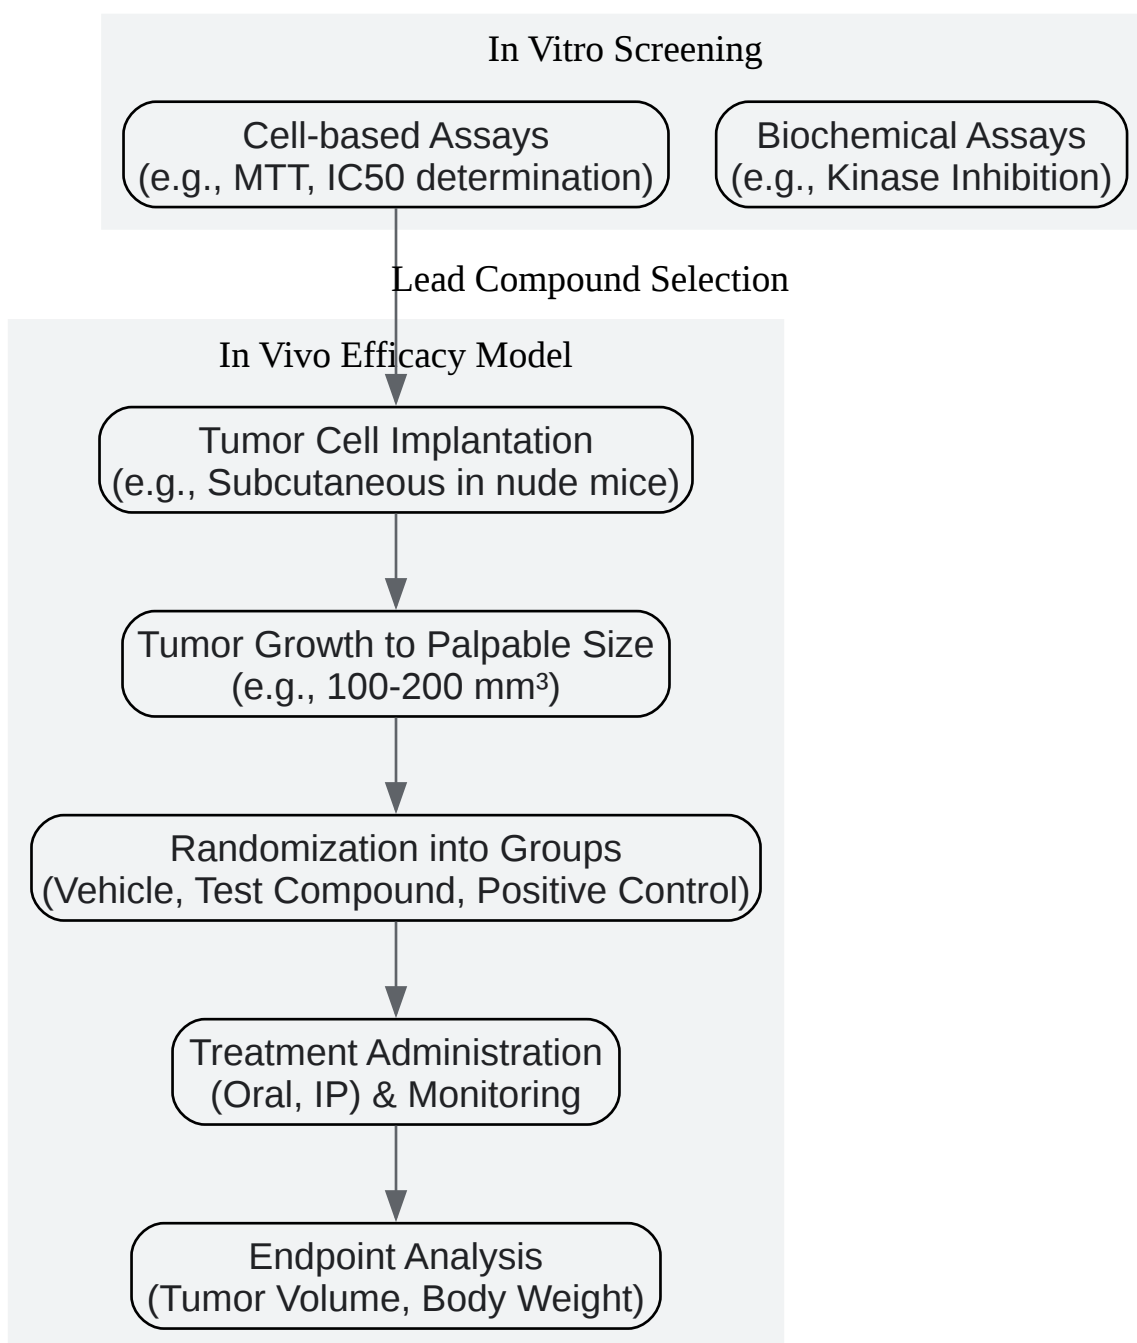 In Vitro Screening
Cell-based Assays
(e.g., MTT, IC50 determination)
Biochemical Assays
(e.g., Kinase Inhibition)
Lead Compound Selection
In Vivo Efficacy Model
Tumor Cell Implantation
(e.g., Subcutaneous in nude mice)
Tumor Growth to Palpable Size
(e.g., 100-200 mm³)
Randomization into Groups
(Vehicle, Test Compound, Positive Control)
Treatment Administration
(Oral, IP) & Monitoring
Endpoint Analysis
(Tumor Volume, Body Weight)